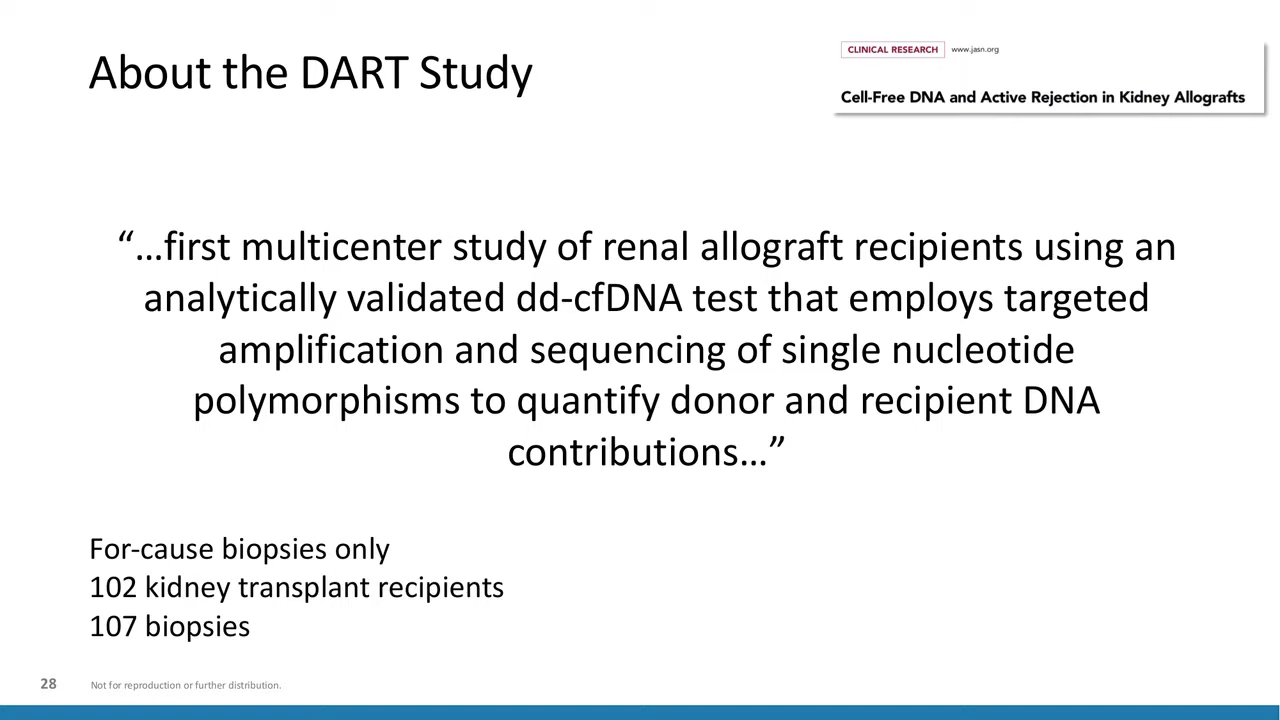 About the DART Study
CLINICAL RESEARCH www.jasn.org
Cell-Free DNA and Active Rejection in Kidney Allografts
“…first multicenter study of renal allograft recipients using an
analytically validated dd-cfDNA test that employs targeted
amplification and sequencing of single nucleotide
polymorphisms to quantify donor and recipient DNA
contributions…”
For-cause biopsies only
102 kidney transplant recipients
107 biopsies
28 Not for reproduction or further distribution.